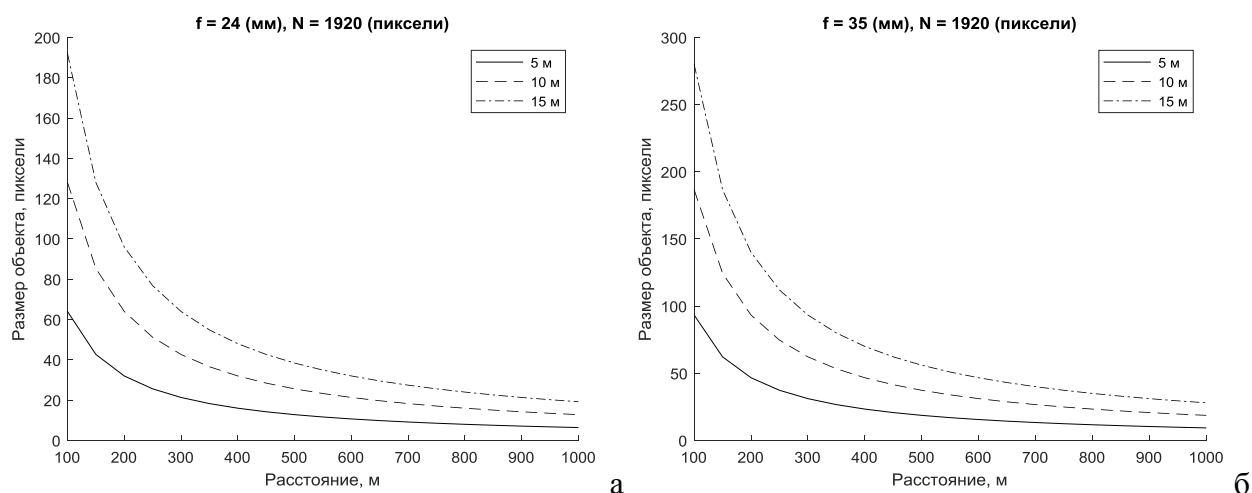 f = 24 (мм), N = 1920 (пиксели)
200
180
160
140
120
100
80
60
40
20
0
Размер объекта, пиксели
5 м
10 м
15 м
100 200 300 400 500 600 700 800 900 1000
Расстояние, м
а
f = 35 (мм), N = 1920 (пиксели)
300
250
200
150
100
50
0
Размер объекта, пиксели
5 м
10 м
15 м
100 200 300 400 500 600 700 800 900 1000
Расстояние, м
б